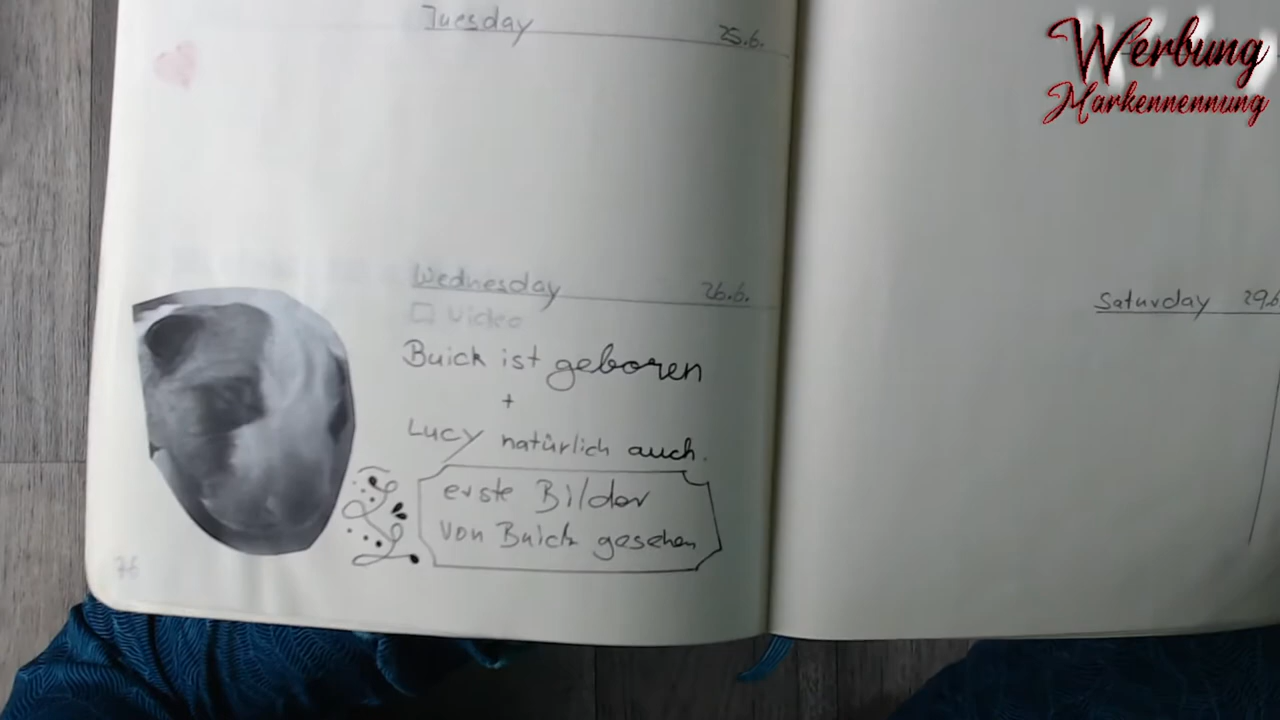 Tuesday 25.6.
Wednesday 26.6.
Video
Buick ist geboren
+
Lucy natürlich auch.
erste Bilder
von Buick gesehen
76
Saturday 29.6
Werbung
Markennennung